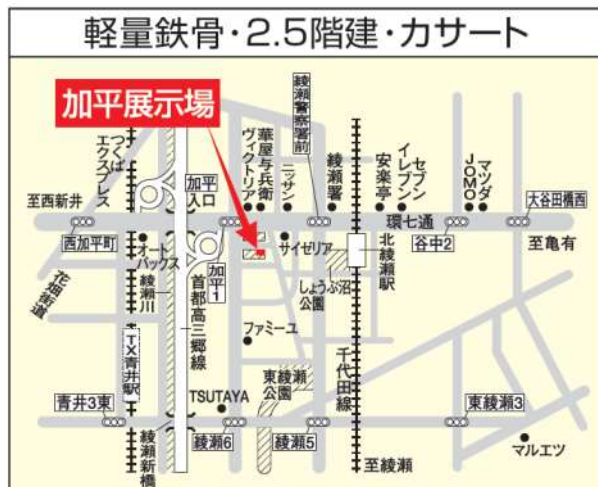 軽量鉄骨・2.5階建・カサート
加平展示場
つくば
エクスプレス
加平
入口
ヴィクトリア
華屋与兵衛
ニッサン
綾瀬警察署前
綾瀬署
安楽亭
セブン
イレブン
JOMO
マツダ
大谷田橋西
至西新井
環七通
西加平町
オート
バックス
加平1
サイゼリア
北綾瀬駅
谷中2
至亀有
花畑街道
綾瀬川
首都高三郷線
しょうぶ沼
公園
ファミーユ
TX青井駅
千代田線
東綾瀬
公園
TSUTAYA
青井3東
東綾瀬3
綾瀬新橋
綾瀬6
綾瀬5
至綾瀬
マルエツ